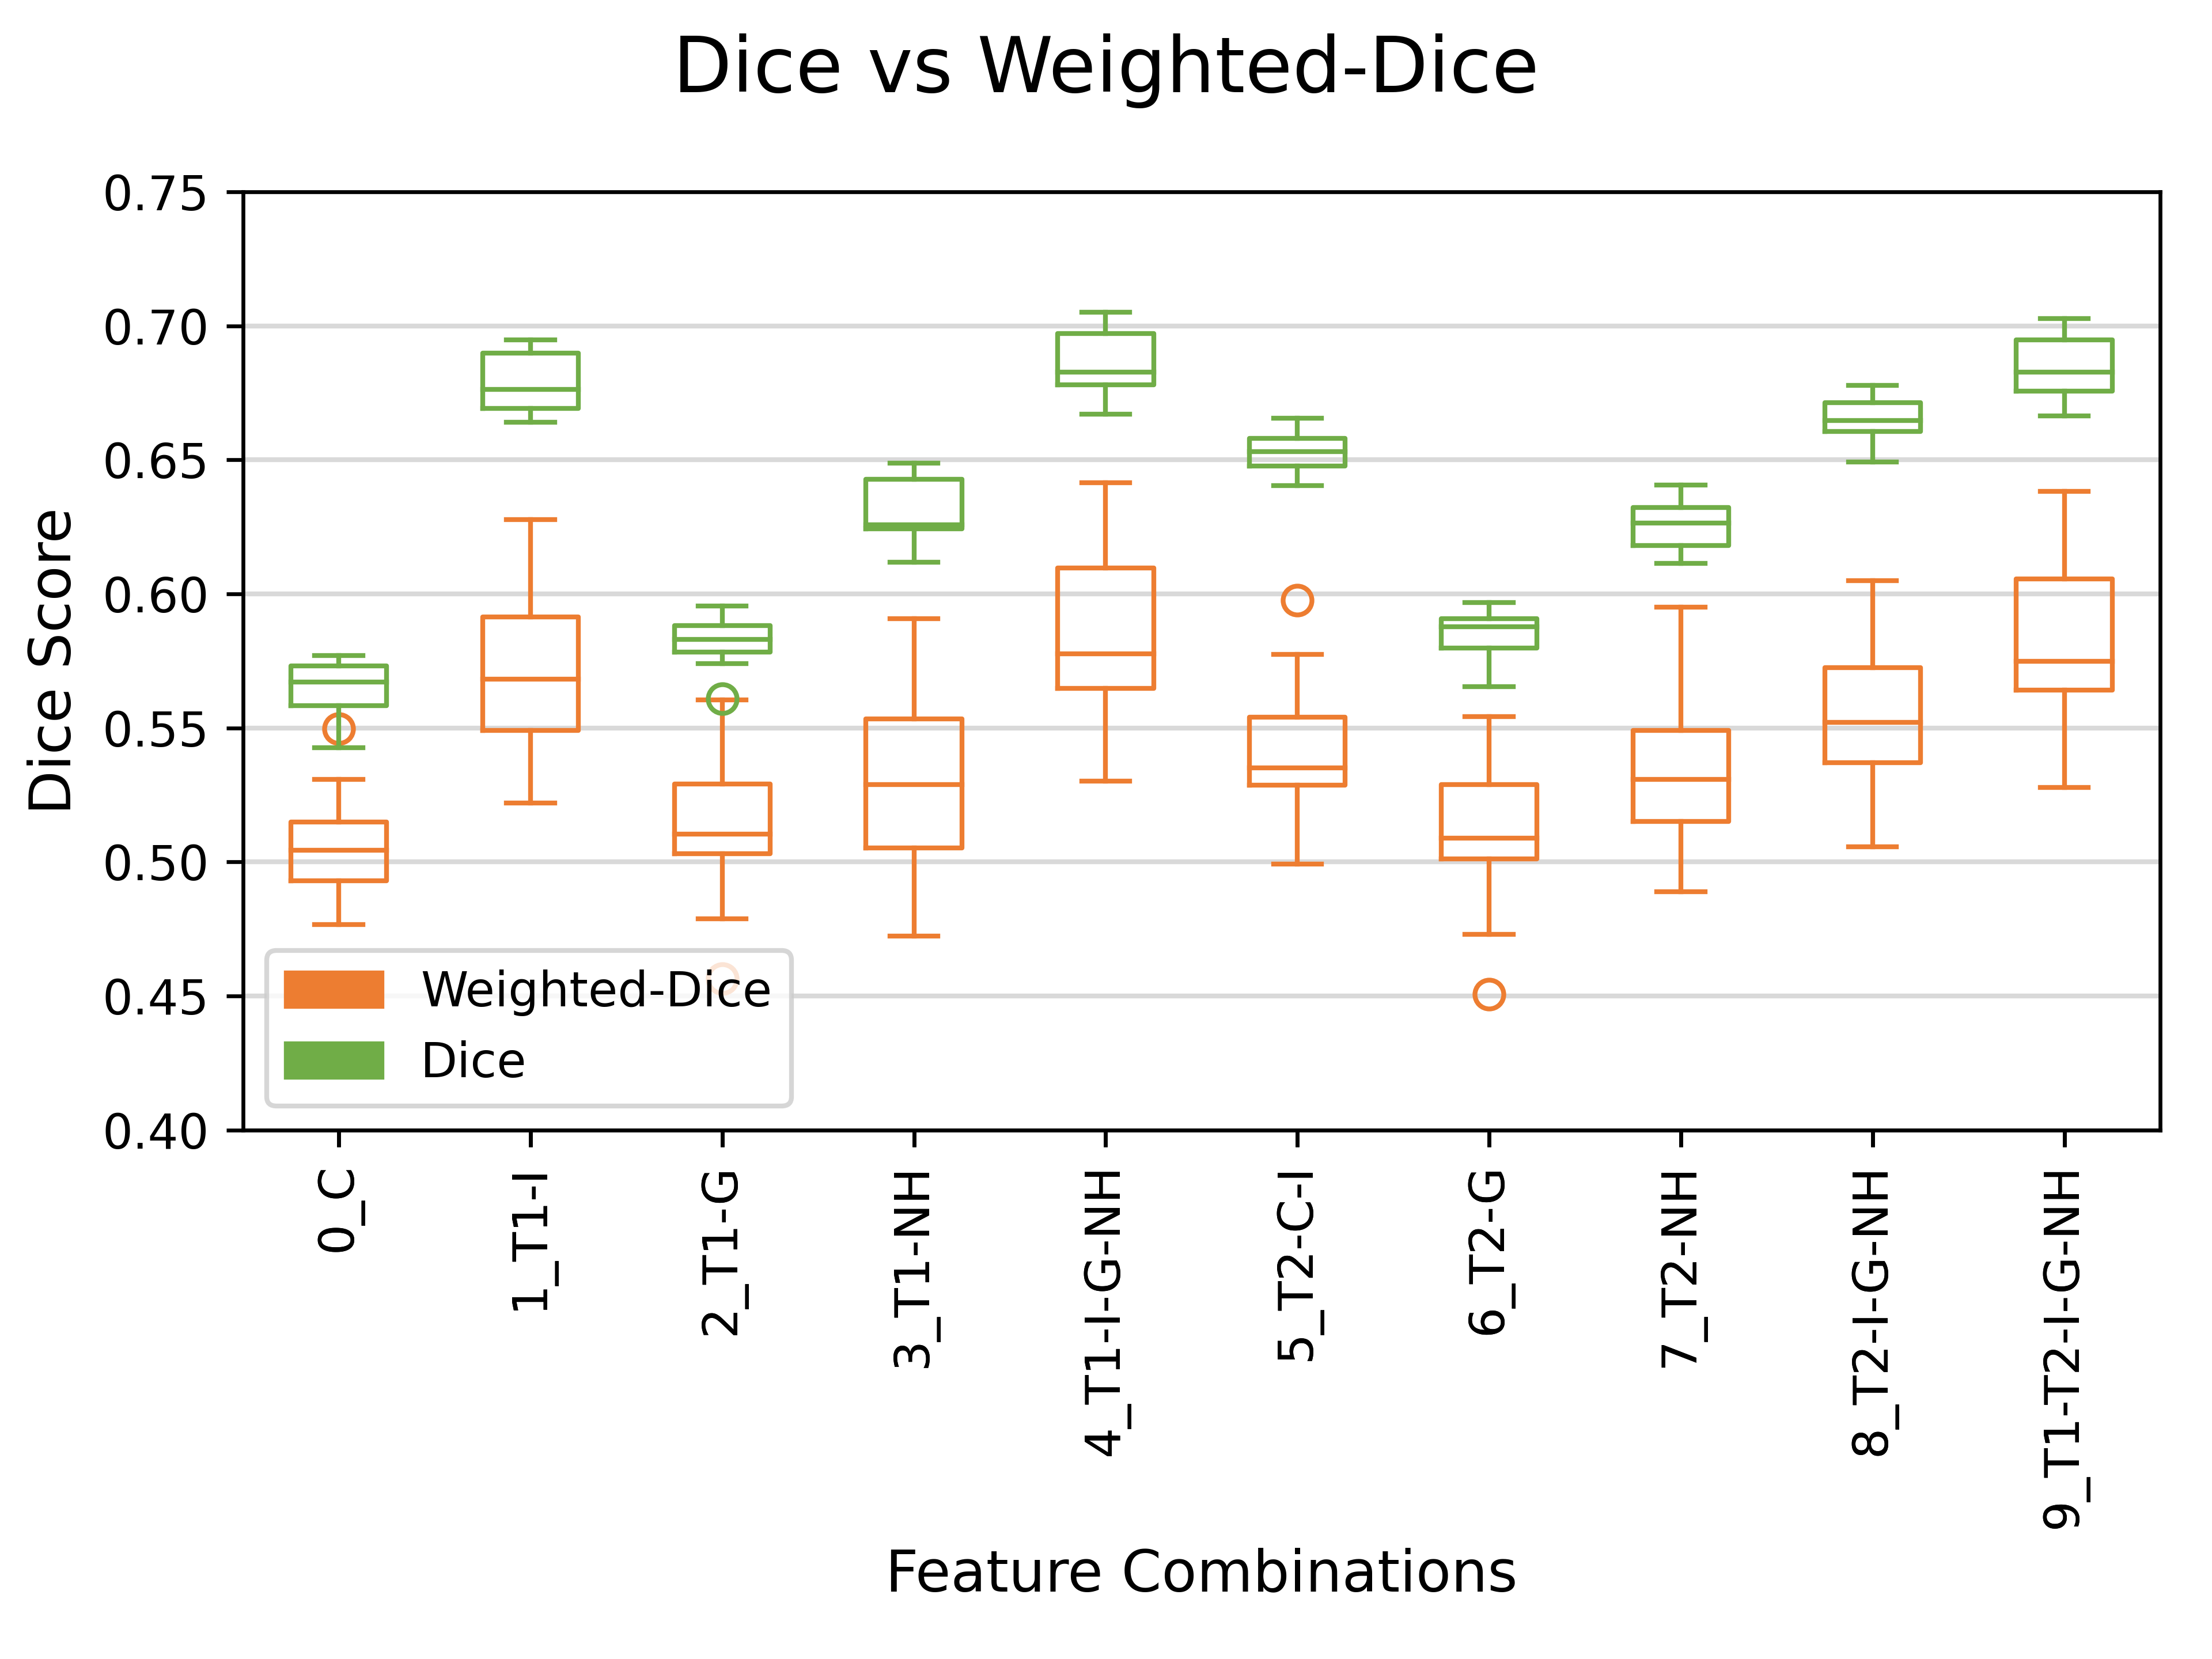 Dice vs Weighted-Dice
0.75
0.70
0.65
0.60
0.55
0.50
0.45
0.40
Dice Score
Weighted-Dice
Dice
0_C
1_T1-I
2_T1-G
3_T1-NH
4_T1-I-G-NH
5_T2-C-I
6_T2-G
7_T2-NH
8_T2-I-G-NH
9_T1-T2-I-G-NH
Feature Combinations